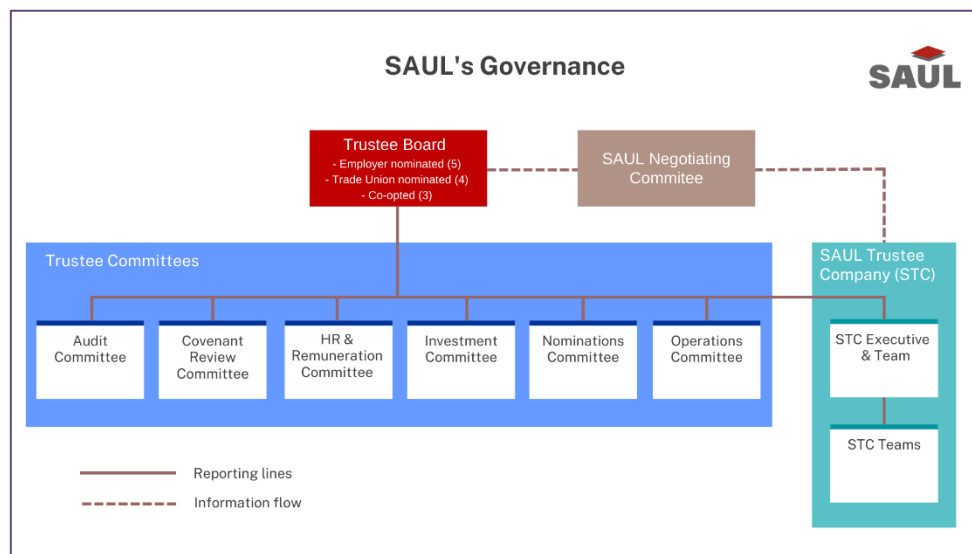 SAUL's Governance
SAUL
Trustee Board
- Employer nominated (5)
- Trade Union nominated (4)
- Co-opted (3)
SAUL Negotiating
Commitee
Trustee Committees
SAUL Trustee
Company (STC)
Audit
Committee
Covenant
Review
Committee
HR &
Remuneration
Committee
Investment
Committee
Nominations
Committee
Operations
Committee
STC Executive
& Team
STC Teams
Reporting lines
Information flow